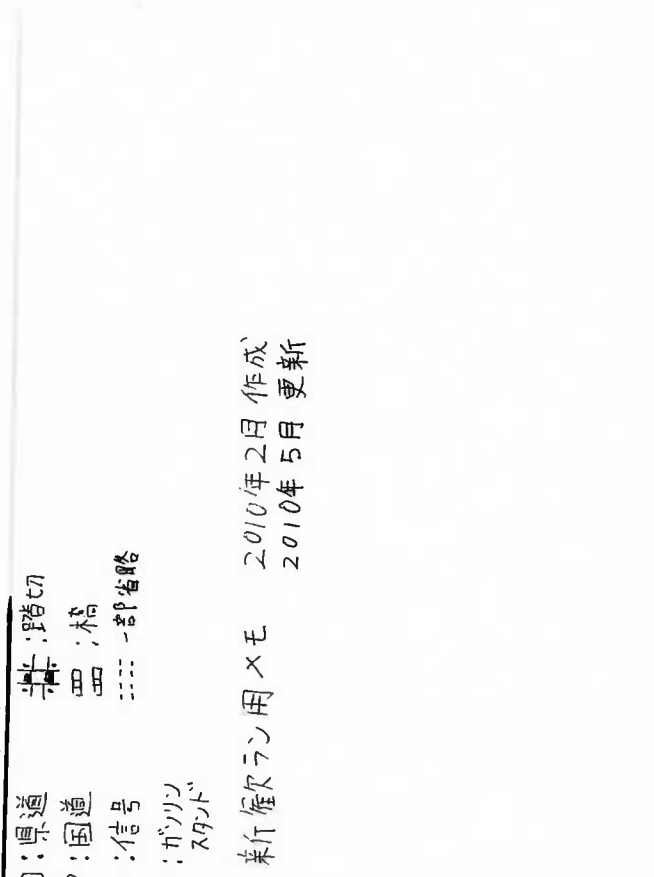 ：県道
：踏切
：国道
：橋
：信号
一部省略
：ガソリン
スタンド
新歓ラン用メモ 2010年2月作成
2010年5月更新